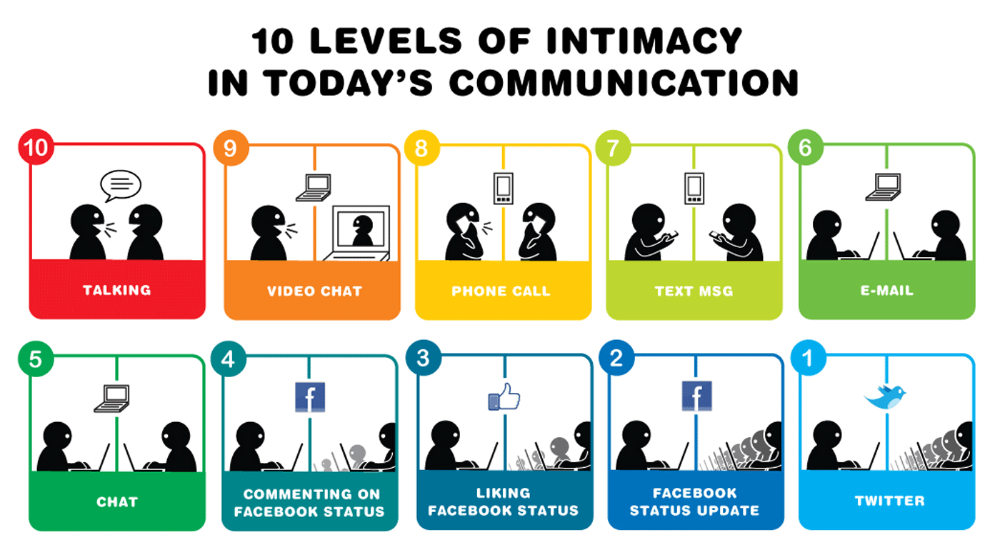 10 LEVELS OF INTIMACY
IN TODAY'S COMMUNICATION
10
TALKING
9
VIDEO CHAT
8
PHONE CALL
7
TEXT MSG
6
E-MAIL
5
CHAT
4
f
COMMENTING ON
FACEBOOK STATUS
3
LIKING
FACEBOOK STATUS
2
f
FACEBOOK
STATUS UPDATE
1
TWITTER